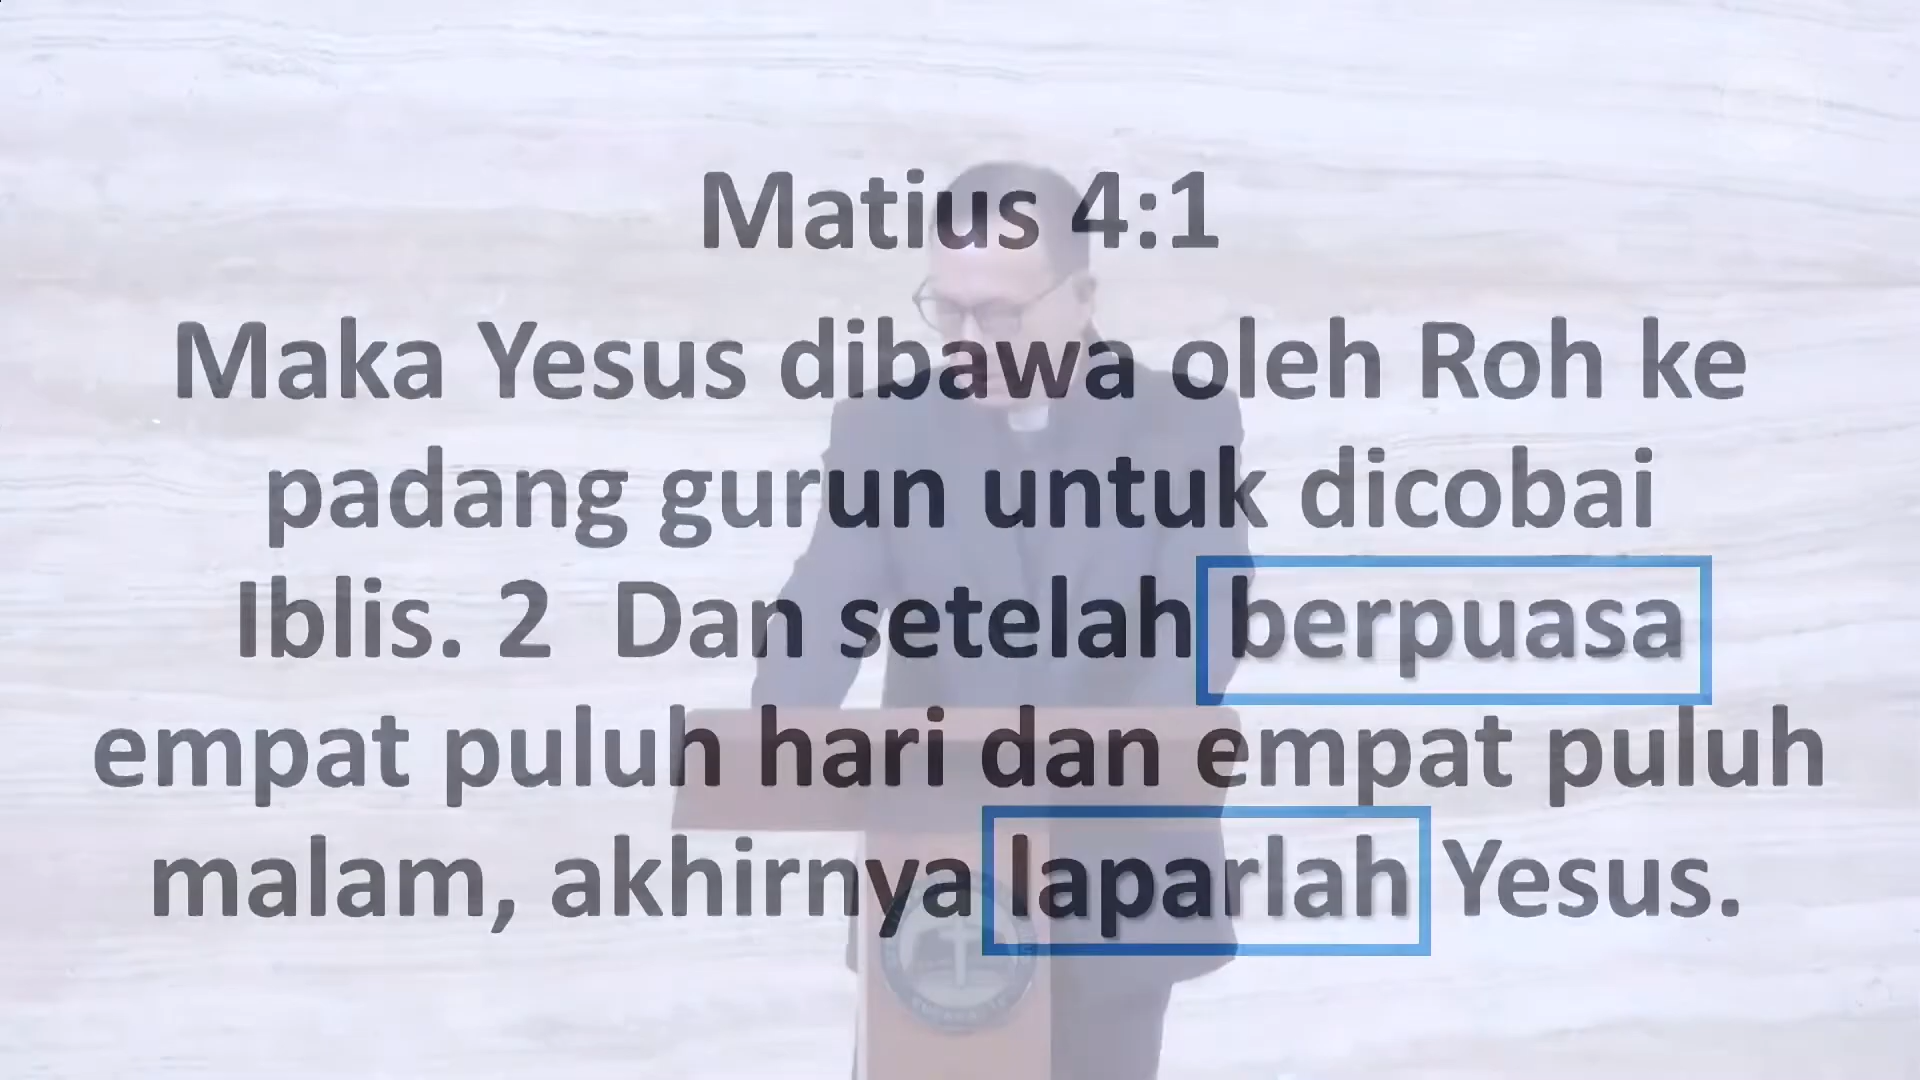 Matius 4:1
Maka Yesus dibawa oleh Roh ke
padang gurun untuk dicobai
Iblis. 2  Dan setelah berpuasa
empat puluh hari dan empat puluh
malam, akhirnya laparlah Yesus.